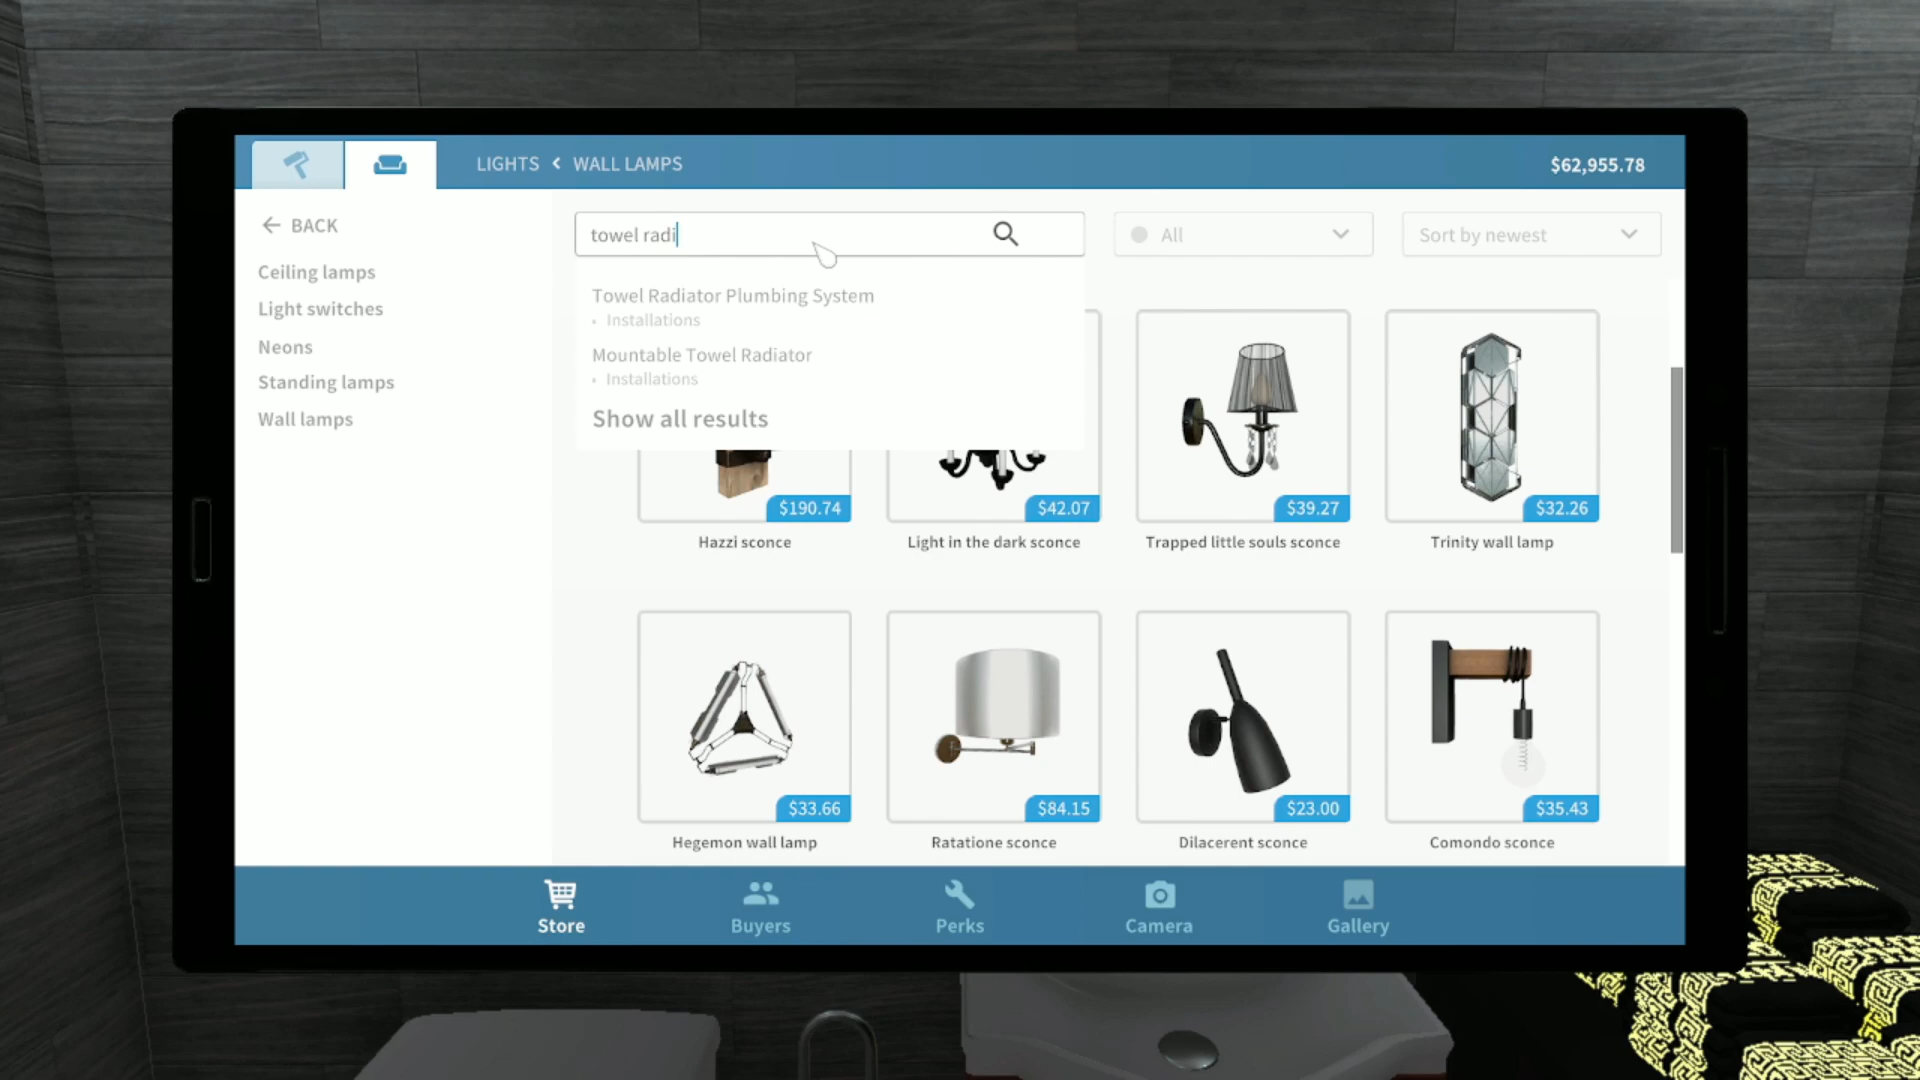 LIGHTS < WALL LAMPS
$62,955.78
BACK
Ceiling lamps
Light switches
Neons
Standing lamps
Wall lamps
towel radi
All
Sort by newest
Towel Radiator Plumbing System
• Installations
Mountable Towel Radiator
• Installations
Show all results
$190.74
$42.07
$39.27
$32.26
Hazzi sconce
Light in the dark sconce
Trapped little souls sconce
Trinity wall lamp
$33.66
$84.15
$23.00
$35.43
Hegemon wall lamp
Ratatione sconce
Dilacerent sconce
Comondo sconce
Store
Buyers
Perks
Camera
Gallery